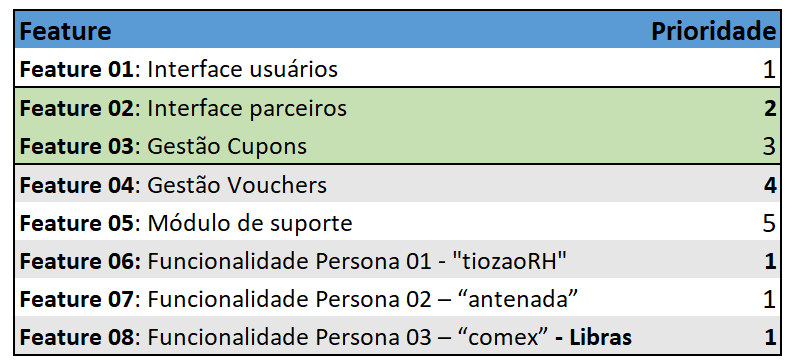 Feature Prioridade
Feature 01: Interface usuários 1
Feature 02: Interface parceiros 2
Feature 03: Gestão Cupons 3
Feature 04: Gestão Vouchers 4
Feature 05: Módulo de suporte 5
Feature 06: Funcionalidade Persona 01 - "tiozaoRH" 1
Feature 07: Funcionalidade Persona 02 – “antenada” 1
Feature 08: Funcionalidade Persona 03 – “comex” - Libras 1